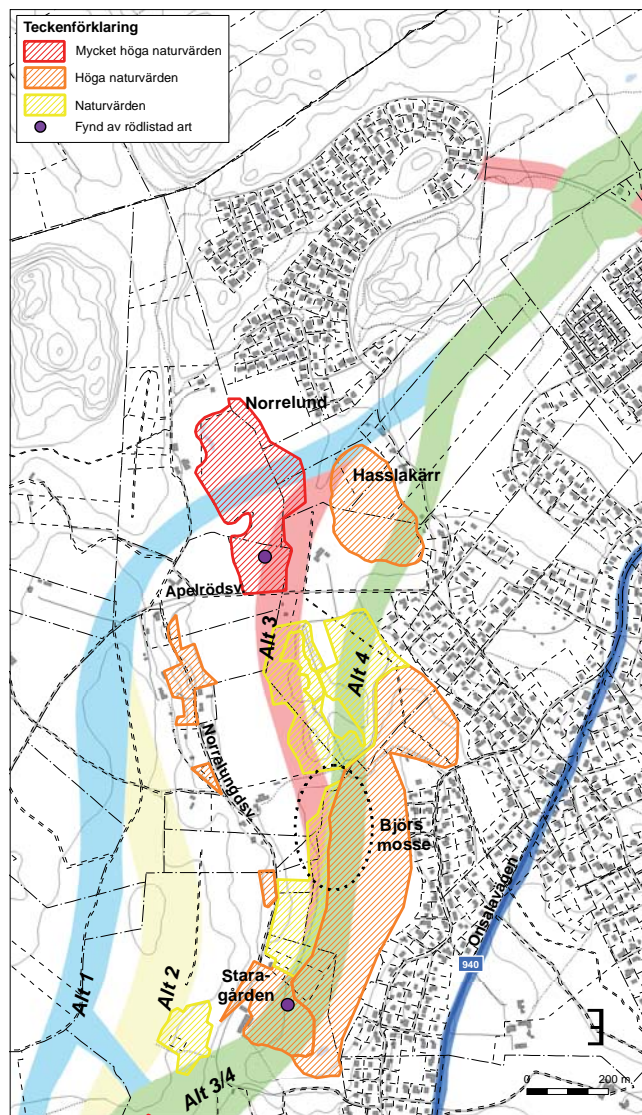 Teckenförklaring
Mycket höga naturvärden
Höga naturvärden
Naturvärden
Fynd av rödlistad art
Norrelund
Hasslakärr
Apelrödsv
Alt 3
Alt 4
Norrelundsv
Björs
mosse
Onsalavägen
940
Stara-
gården
Alt 1
Alt 2
Alt 3/4
0
200 m